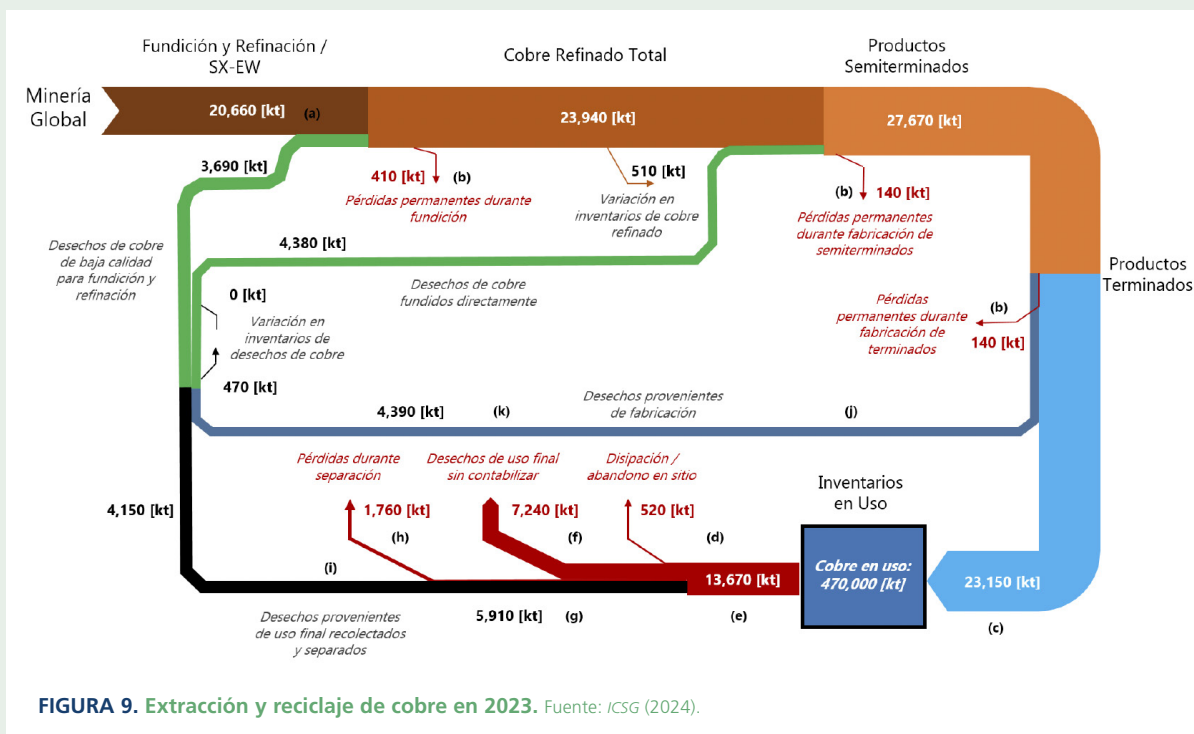 Fundición y Refinación /
SX-EW
Cobre Refinado Total
Productos
Semiterminados
Minería
Global
20,660 [kt]
(a)
23,940 [kt]
27,670 [kt]
3,690 [kt]
410 [kt]
(b)
Pérdidas permanentes durante
fundición
510 [kt]
Variación en
inventarios de cobre
refinado
(b)
140 [kt]
Pérdidas permanentes
durante fabricación de
semiterminados
Desechos de cobre
de baja calidad
para fundición y
refinación
4,380 [kt]
Desechos de cobre
fundidos directamente
Productos
Terminados
0 [kt]
Variación en
inventarios de
desechos de cobre
470 [kt]
Pérdidas
permanentes durante
fabricación de
terminados
(b)
140 [kt]
Desechos provenientes
de fabricación
4,390 [kt]
(k)
(j)
Pérdidas durante
separación
1,760 [kt]
(h)
Desechos de uso final
sin contabilizar
7,240 [kt]
(f)
Disipación /
abandono en sitio
520 [kt]
(d)
Inventarios
en Uso
4,150 [kt]
(i)
13,670 [kt]
(e)
Cobre en uso:
470,000 [kt]
23,150 [kt]
(c)
5,910 [kt]
(g)
Desechos provenientes
de uso final recolectados
y separados
FIGURA 9. Extracción y reciclaje de cobre en 2023. Fuente: ICSG (2024).